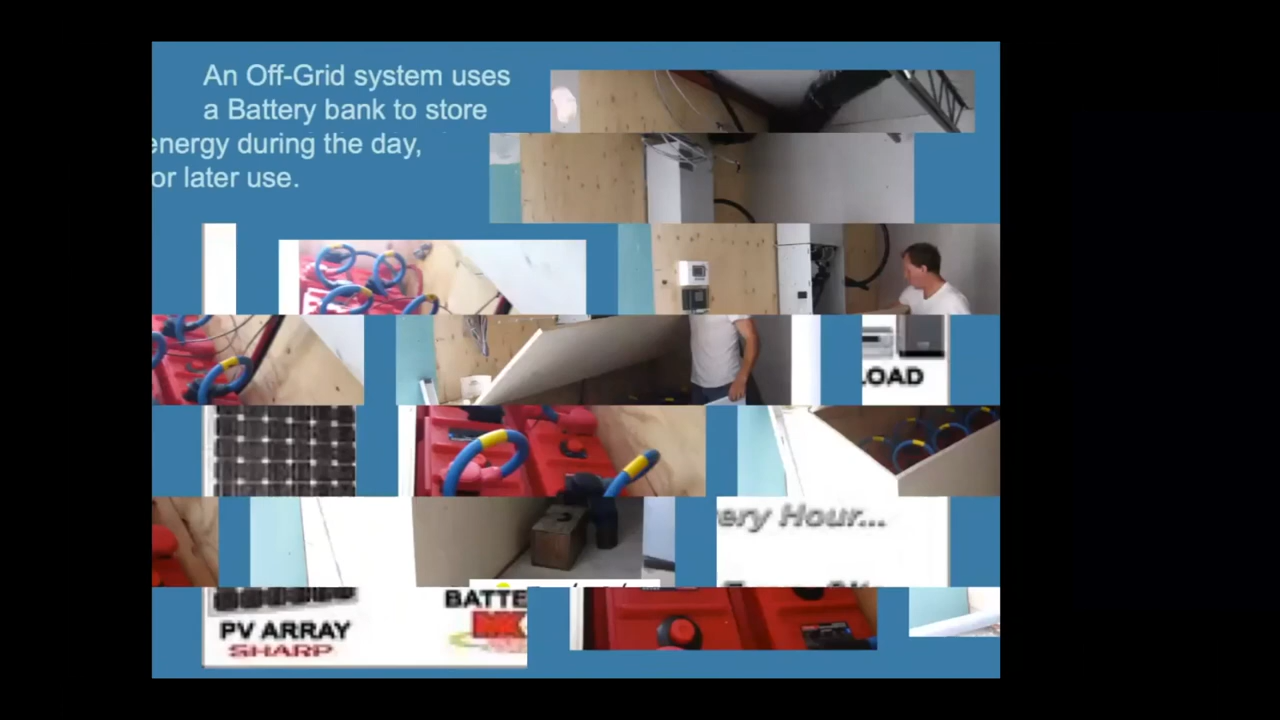 An Off-Grid system uses
a Battery bank to store
energy during the day,
or later use.
LOAD
ery Hour...
PV ARRAY
SHARP
BATTE